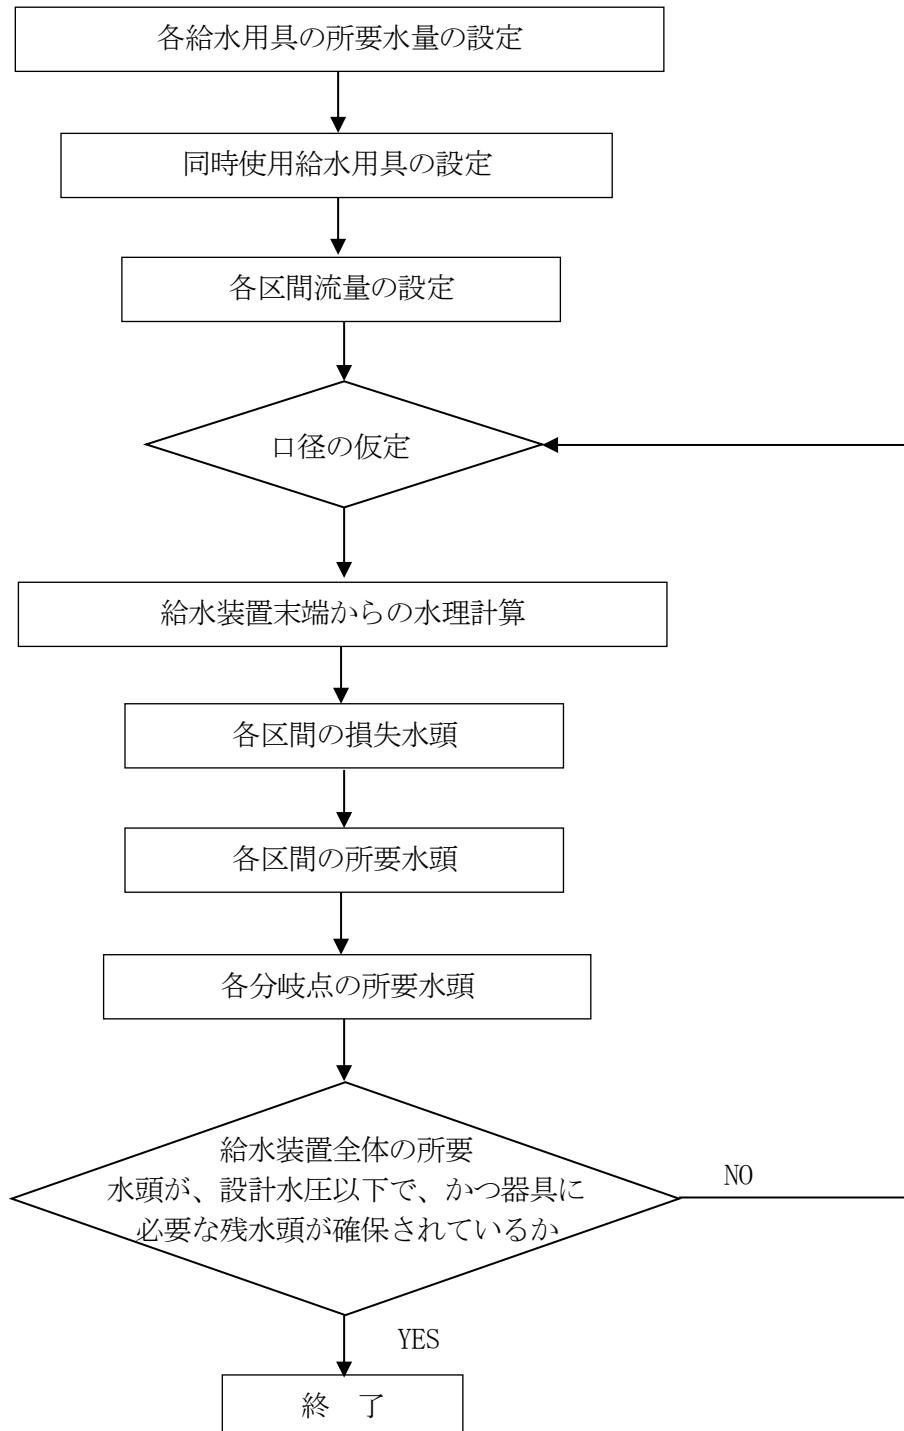 各給水用具の所要水量の設定
同時使用給水用具の設定
各区間流量の設定
口径の仮定
給水装置末端からの水理計算
各区間の損失水頭
各区間の所要水頭
各分岐点の所要水頭
給水装置全体の所要
水頭が、設計水圧以下で、かつ器具に
必要な残水頭が確保されているか
NO
YES
終　了